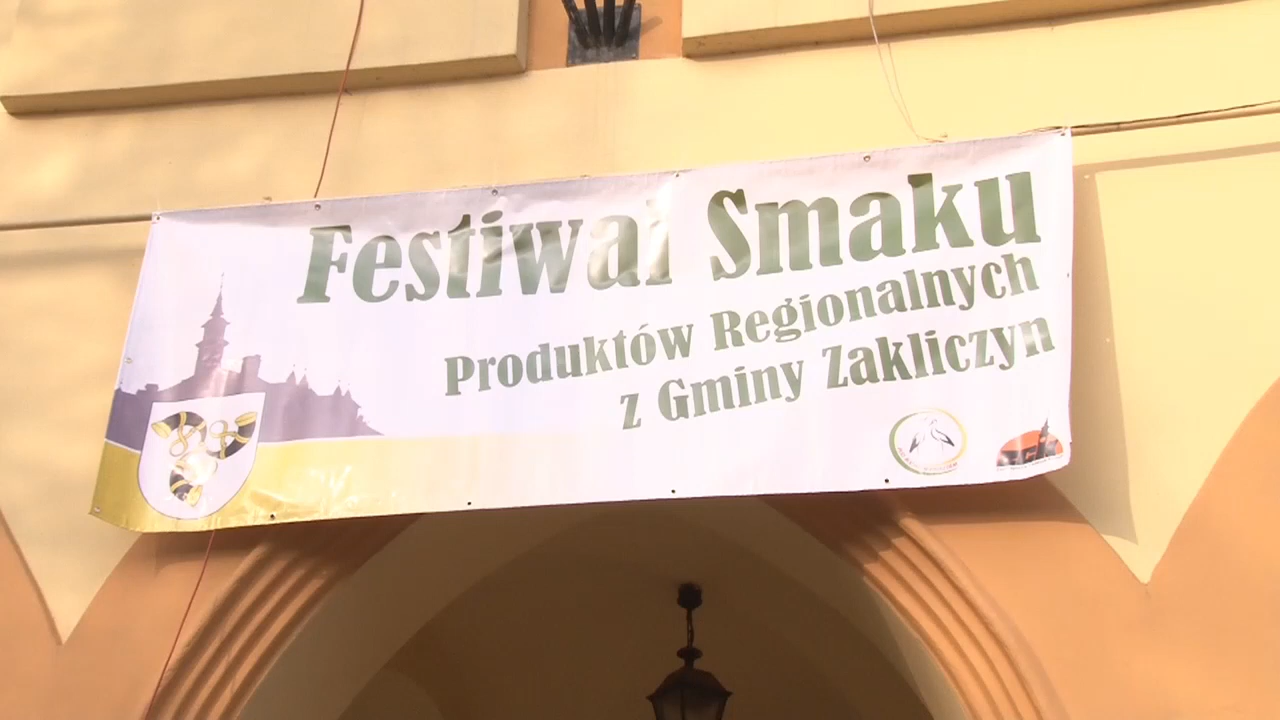 Festiwal Smaku
Produktów Regionalnych
z Gminy Zakliczyn